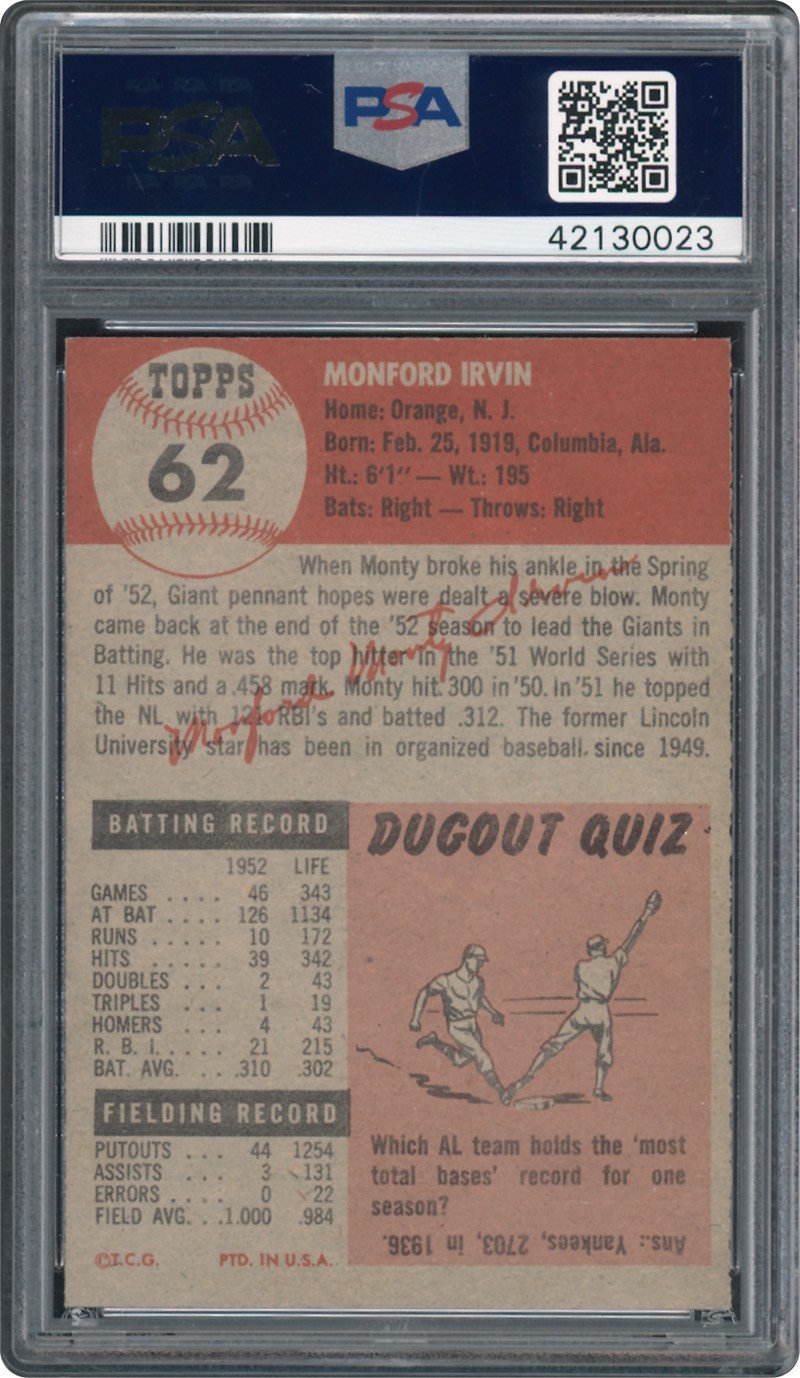 PSA
PSA
42130023
TOPPS
62
MONFORD IRVIN
Home: Orange, N. J.
Born: Feb. 25, 1919, Columbia, Ala.
Ht.: 6'1" — Wt.: 195
Bats: Right — Throws: Right
When Monty broke his ankle in the Spring
of '52, Giant pennant hopes were dealt a severe blow. Monty
came back at the end of the '52 season to lead the Giants in
Batting. He was the top hitter in the '51 World Series with
11 Hits and a .458 mark. Monty hit .300 in '50. In '51 he topped
the NL with 121 RBI's and batted .312. The former Lincoln
University star has been in organized baseball since 1949.
Monford Monty Irvin
BATTING RECORD
1952 LIFE
GAMES .... 46 343
AT BAT .... 126 1134
RUNS ..... 10 172
HITS ..... 39 342
DOUBLES ... 2 43
TRIPLES ... 1 19
HOMERS ... 4 43
R. B. I. .... 21 215
BAT. AVG. .. .310 .302
FIELDING RECORD
PUTOUTS ... 44 1254
ASSISTS ... 3 131
ERRORS .... 0 22
FIELD AVG. ..1.000 .984
©T.C.G. PTD. IN U.S.A.
DUGOUT QUIZ
Which AL team holds the 'most
total bases' record for one
season?
Ans.: Yankees, 2703, in 1936.